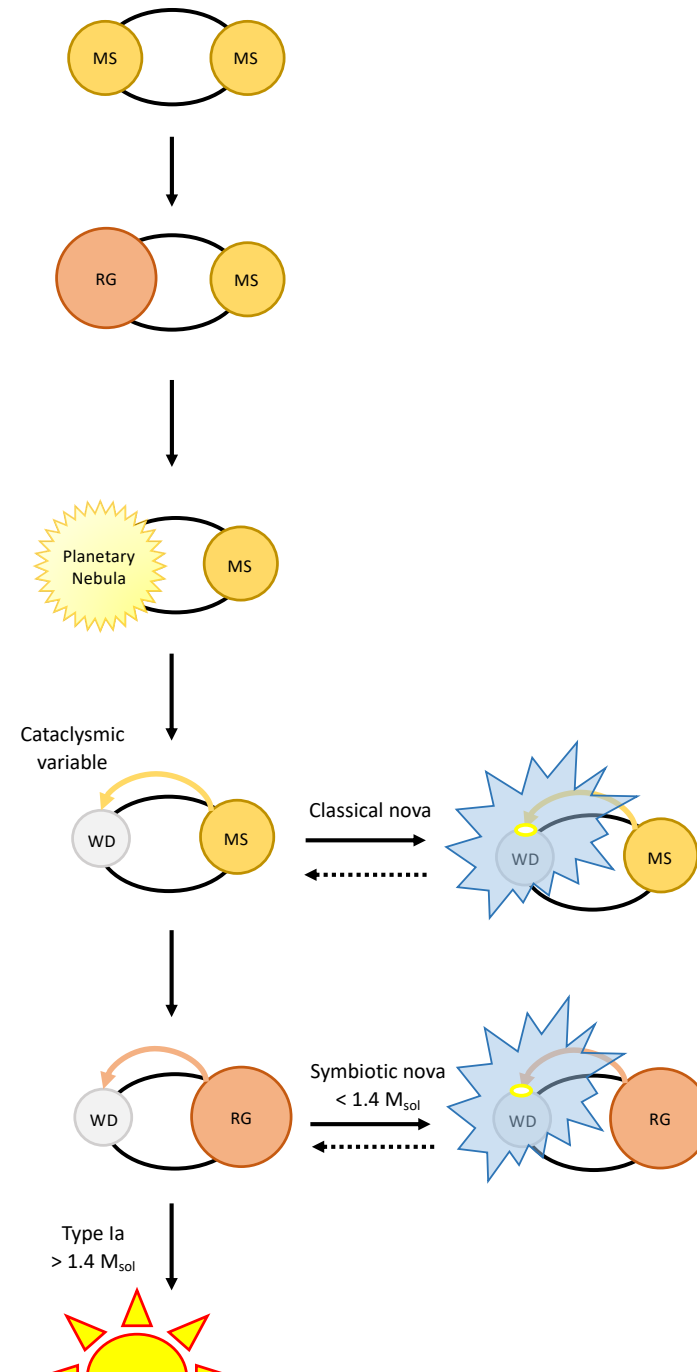 MS MS
RG MS
Planetary
Nebula
MS
Cataclysmic
variable
WD MS
Classical nova
WD MS
WD RG
Symbiotic nova
< 1.4 Msol
WD RG
Type Ia
> 1.4 Msol